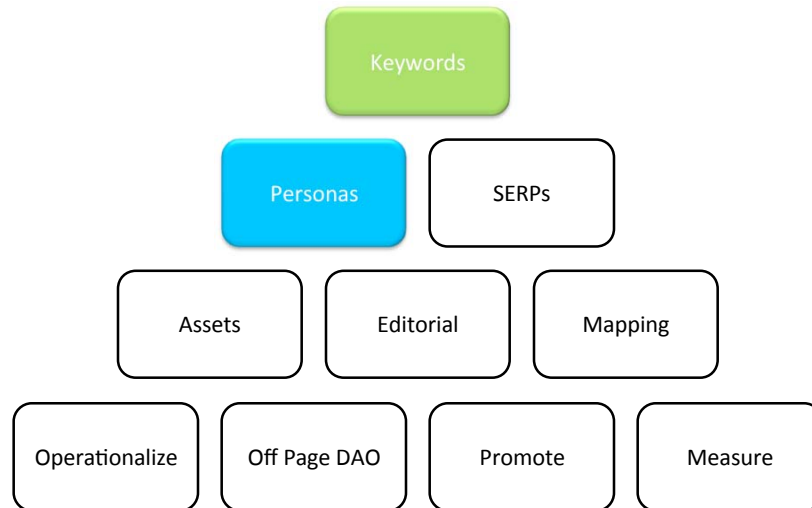 Keywords
Personas
SERPs
Assets
Editorial
Mapping
Operationalize
Off Page DAO
Promote
Measure